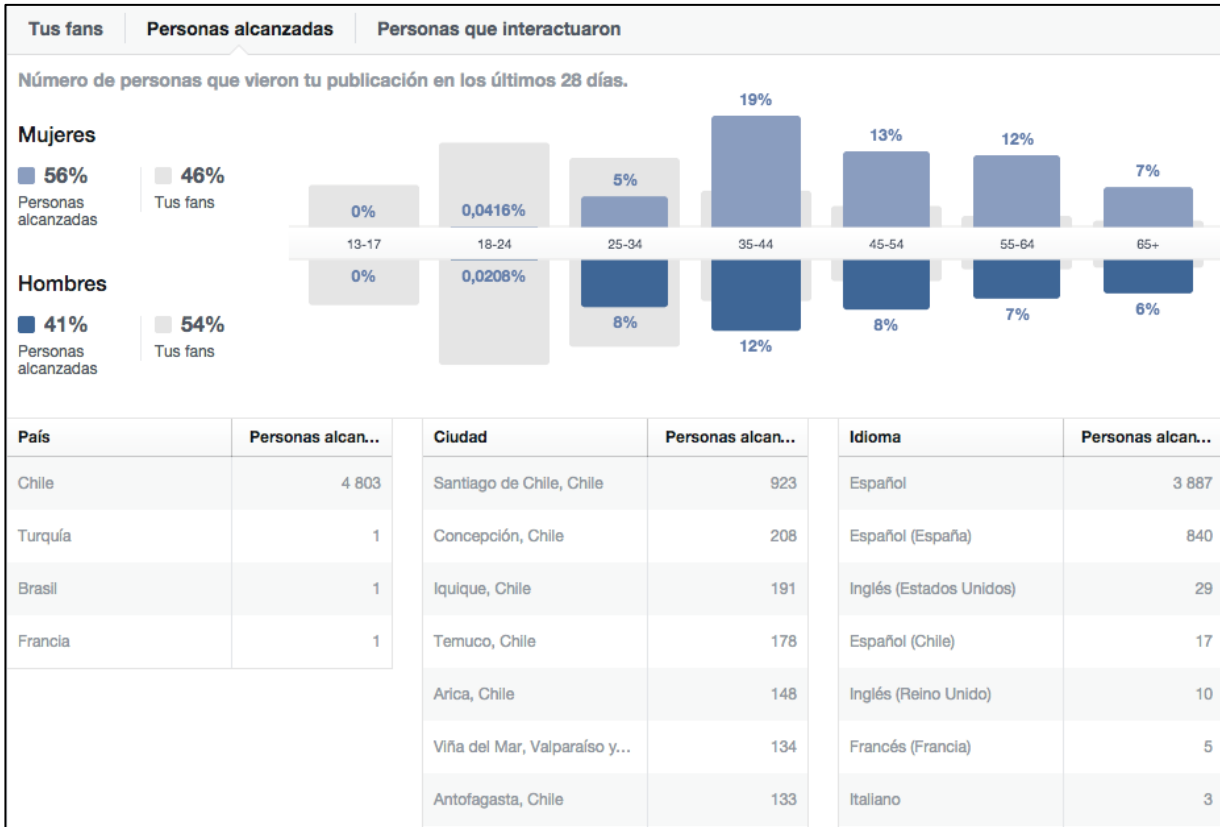 Tus fans
Personas alcanzadas
Personas que interactuaron
Número de personas que vieron tu publicación en los últimos 28 días.
Mujeres
56%
Personas
alcanzadas
46%
Tus fans
Hombres
41%
Personas
alcanzadas
54%
Tus fans
0% 0,0416% 5% 19% 13% 12% 7%
13-17 18-24 25-34 35-44 45-54 55-64 65+
0% 0,0208% 8% 12% 8% 7% 6%
País Personas alcan...
Chile 4 803
Turquía 1
Brasil 1
Francia 1
Ciudad Personas alcan...
Santiago de Chile, Chile 923
Concepción, Chile 208
Iquique, Chile 191
Temuco, Chile 178
Arica, Chile 148
Viña del Mar, Valparaíso y... 134
Antofagasta, Chile 133
Idioma Personas alcan...
Español 3 887
Español (España) 840
Inglés (Estados Unidos) 29
Español (Chile) 17
Inglés (Reino Unido) 10
Francés (Francia) 5
Italiano 3